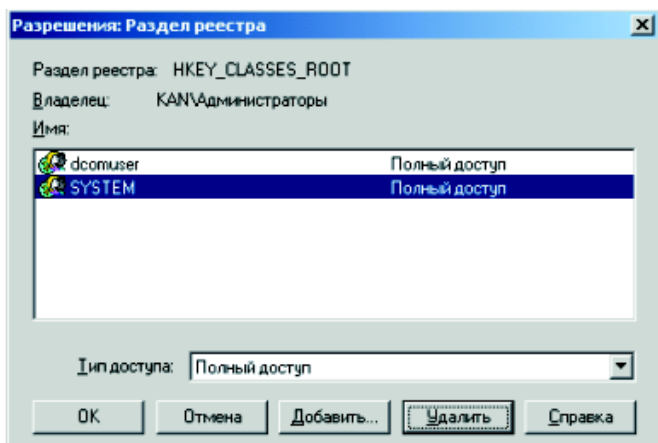 Разрешения: Раздел реестра
Раздел реестра: HKEY_CLASSES_ROOT
Владелец: KAN\Администраторы
Имя:
dcomuser Полный доступ
SYSTEM Полный доступ
Тип доступа: Полный доступ
OK Отмена Добавить... Удалить Справка